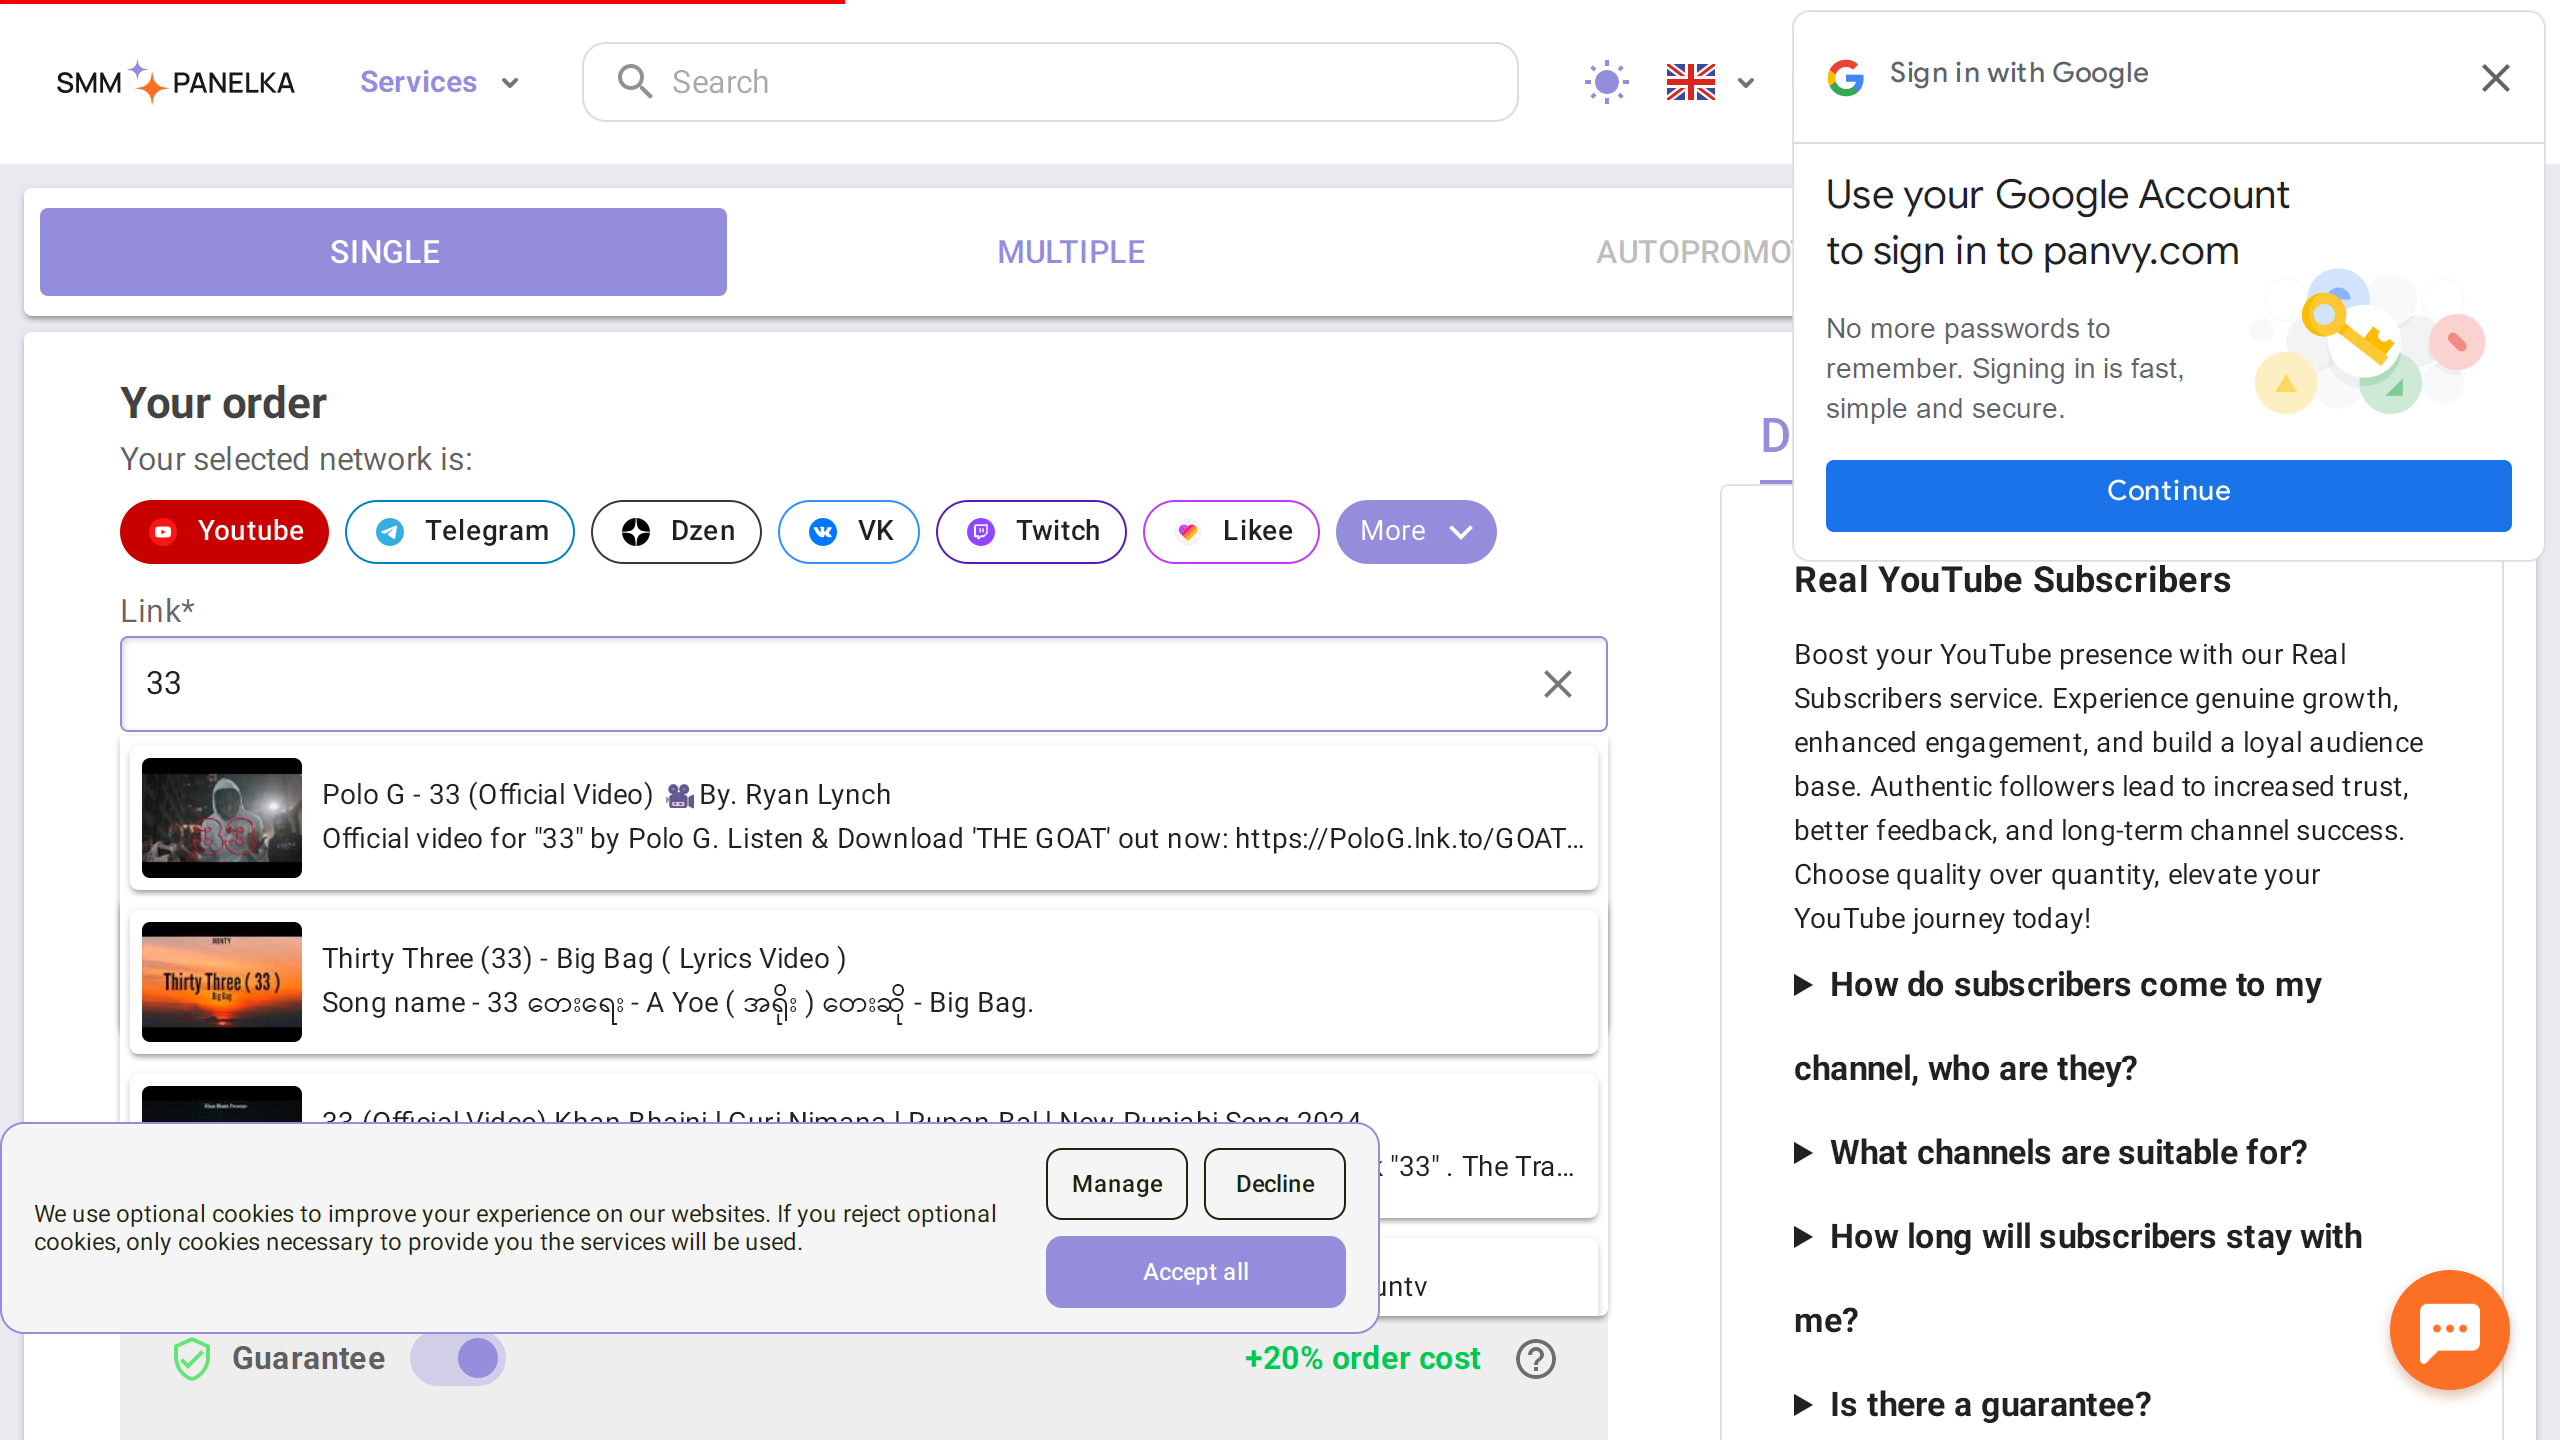 SMM PANELKA
Services
Search
Sign in with Google
Use your Google Account
to sign in to panvy.com
No more passwords to
remember. Signing in is fast,
simple and secure.
Continue
SINGLE
MULTIPLE
AUTOPROMO
Your order
Your selected network is:
Youtube
Telegram
Dzen
VK
Twitch
Likee
More
Link*
33
Polo G - 33 (Official Video) 🎥By. Ryan Lynch
Official video for "33" by Polo G. Listen & Download 'THE GOAT' out now: https://PoloG.lnk.to/GOAT...
Thirty Three (33) - Big Bag ( Lyrics Video )
Song name - 33 တေးရေး - A Yoe ( အရိုး ) တေးဆို - Big Bag.
33 (Official Video) Khan Bhaini | Guri Nimana | Rupan Bal | New Punjabi Song 2024
"33" . The Tra...
We use optional cookies to improve your experience on our websites. If you reject optional
cookies, only cookies necessary to provide you the services will be used.
Manage
Decline
Accept all
Guarantee
+20% order cost
D
Real YouTube Subscribers
Boost your YouTube presence with our Real
Subscribers service. Experience genuine growth,
enhanced engagement, and build a loyal audience
base. Authentic followers lead to increased trust,
better feedback, and long-term channel success.
Choose quality over quantity, elevate your
YouTube journey today!
How do subscribers come to my
channel, who are they?
What channels are suitable for?
How long will subscribers stay with
me?
Is there a guarantee?